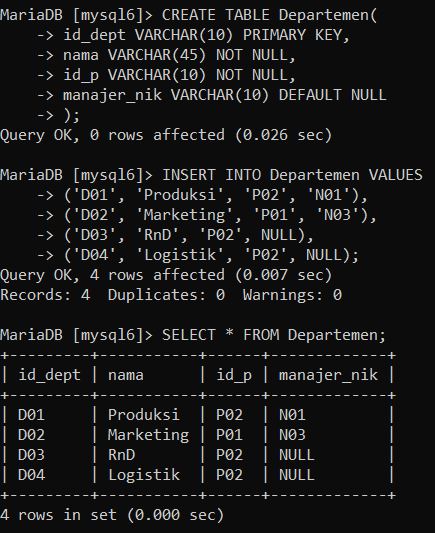 MariaDB [mysql6]> CREATE TABLE Departemen(
    -> id_dept VARCHAR(10) PRIMARY KEY,
    -> nama VARCHAR(45) NOT NULL,
    -> id_p VARCHAR(10) NOT NULL,
    -> manajer_nik VARCHAR(10) DEFAULT NULL
    -> );
Query OK, 0 rows affected (0.026 sec)

MariaDB [mysql6]> INSERT INTO Departemen VALUES
    -> ('D01', 'Produksi', 'P02', 'N01'),
    -> ('D02', 'Marketing', 'P01', 'N03'),
    -> ('D03', 'RnD', 'P02', NULL),
    -> ('D04', 'Logistik', 'P02', NULL);
Query OK, 4 rows affected (0.007 sec)
Records: 4  Duplicates: 0  Warnings: 0

MariaDB [mysql6]> SELECT * FROM Departemen;
+---------+-----------+------+-------------+
| id_dept | nama      | id_p | manajer_nik |
+---------+-----------+------+-------------+
| D01     | Produksi  | P02  | N01         |
| D02     | Marketing | P01  | N03         |
| D03     | RnD       | P02  | NULL        |
| D04     | Logistik  | P02  | NULL        |
+---------+-----------+------+-------------+
4 rows in set (0.000 sec)